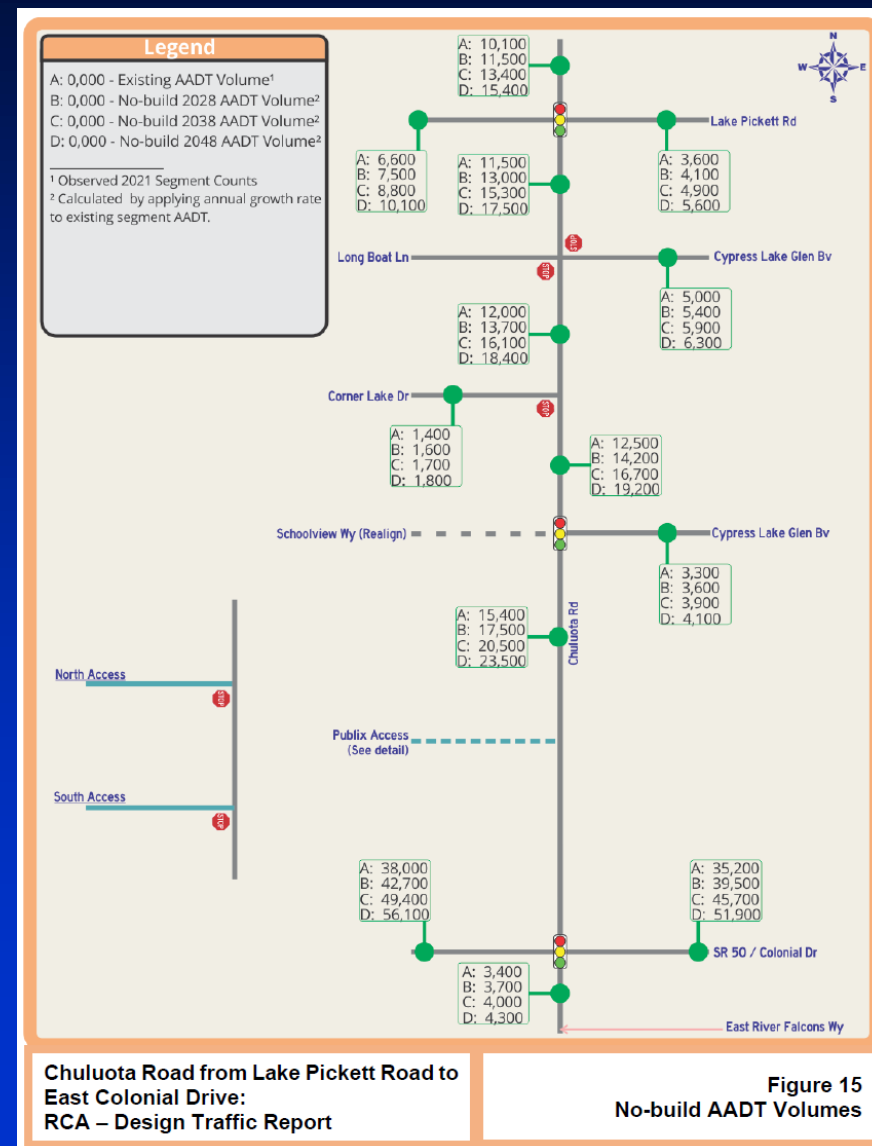 Legend
A: 0,000 - Existing AADT Volume¹
B: 0,000 - No-build 2028 AADT Volume²
C: 0,000 - No-build 2038 AADT Volume²
D: 0,000 - No-build 2048 AADT Volume²
¹ Observed 2021 Segment Counts
² Calculated by applying annual growth rate
to existing segment AADT.
A: 10,100
B: 11,500
C: 13,400
D: 15,400
N
W
E
S
Lake Pickett Rd
A: 6,600
B: 7,500
C: 8,800
D: 10,100
A: 11,500
B: 13,000
C: 15,300
D: 17,500
A: 3,600
B: 4,100
C: 4,900
D: 5,600
STOP
Long Boat Ln
Cypress Lake Glen Bv
STOP
A: 5,000
B: 5,400
C: 5,900
D: 6,300
A: 12,000
B: 13,700
C: 16,100
D: 18,400
Corner Lake Dr
STOP
A: 1,400
B: 1,600
C: 1,700
D: 1,800
A: 12,500
B: 14,200
C: 16,700
D: 19,200
Schoolview Wy (Realign)
Cypress Lake Glen Bv
A: 3,300
B: 3,600
C: 3,900
D: 4,100
A: 15,400
B: 17,500
C: 20,500
D: 23,500
Chuluota Rd
North Access
STOP
Publix Access
(See detail)
South Access
STOP
A: 38,000
B: 42,700
C: 49,400
D: 56,100
A: 35,200
B: 39,500
C: 45,700
D: 51,900
SR 50 / Colonial Dr
A: 3,400
B: 3,700
C: 4,000
D: 4,300
East River Falcons Wy
Chuluota Road from Lake Pickett Road to
East Colonial Drive:
RCA – Design Traffic Report
Figure 15
No-build AADT Volumes